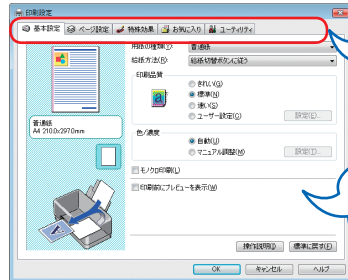 印刷設定
基本設定 ページ設定 特殊効果 お気に入り ユーティリティ
用紙の種類(Y): 普通紙
給紙方法(R): 給紙切替ボタンに従う
印刷品質
きれい(G)
標準(N)
速い(S)
ユーザー設定(C) 設定(E)...
普通紙
A4 210.0x297.0mm
色/濃度
自動(U)
マニュアル調整(M) 設定(T)...
モノクロ印刷(L)
印刷前にプレビューを表示(W)
操作説明(I) 標準に戻す(F)
OK キャンセル ヘルプ